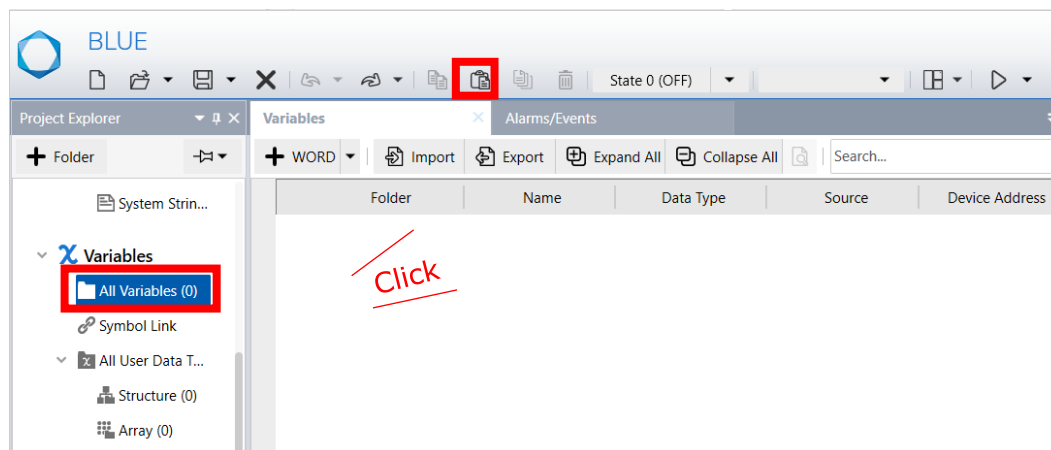 BLUE
State 0 (OFF)
Project Explorer
Variables
Alarms/Events
Folder
WORD
Import
Export
Expand All
Collapse All
Search...
Folder
Name
Data Type
Source
Device Address
System Strin...
Variables
All Variables (0)
Symbol Link
All User Data T...
Structure (0)
Array (0)
Click